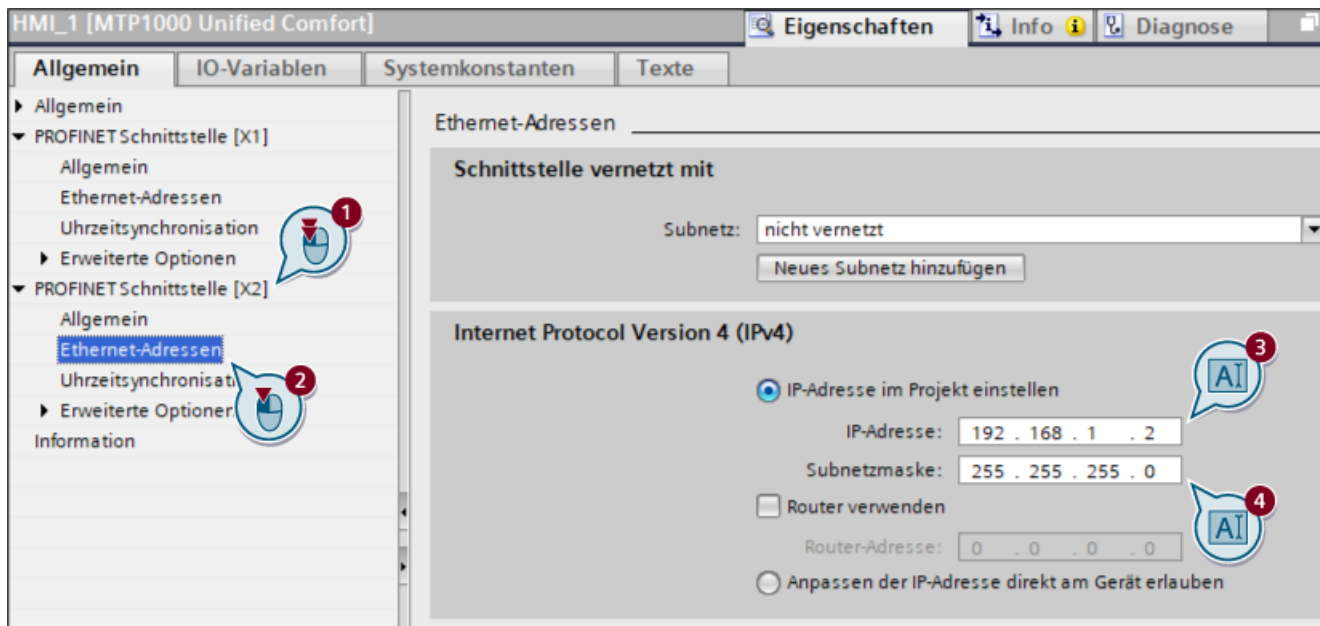 HMI_1 [MTP1000 Unified Comfort]
Eigenschaften
Info
Diagnose
Allgemein
IO-Variablen
Systemkonstanten
Texte
Allgemein
PROFINET Schnittstelle [X1]
Allgemein
Ethernet-Adressen
Uhrzeitsynchronisation
1
Erweiterte Optionen
PROFINET Schnittstelle [X2]
Allgemein
Ethernet-Adressen
2
Erweiterte
Information
Ethernet-Adressen
Schnittstelle vernetzt mit
Subnetz: nicht vernetzt
Neues Subnetz hinzufügen
Internet Protocol Version 4 (IPv4)
3
AI
IP-Adresse im Projekt einstellen
IP-Adresse: 192 . 168 . 1 . 2
Subnetzmaske: 255 . 255 . 255 . 0
4
AI
Router verwenden
Router-Adresse: 0 . 0 . 0 . 0
Anpassen der IP-Adresse direkt am Gerät erlauben